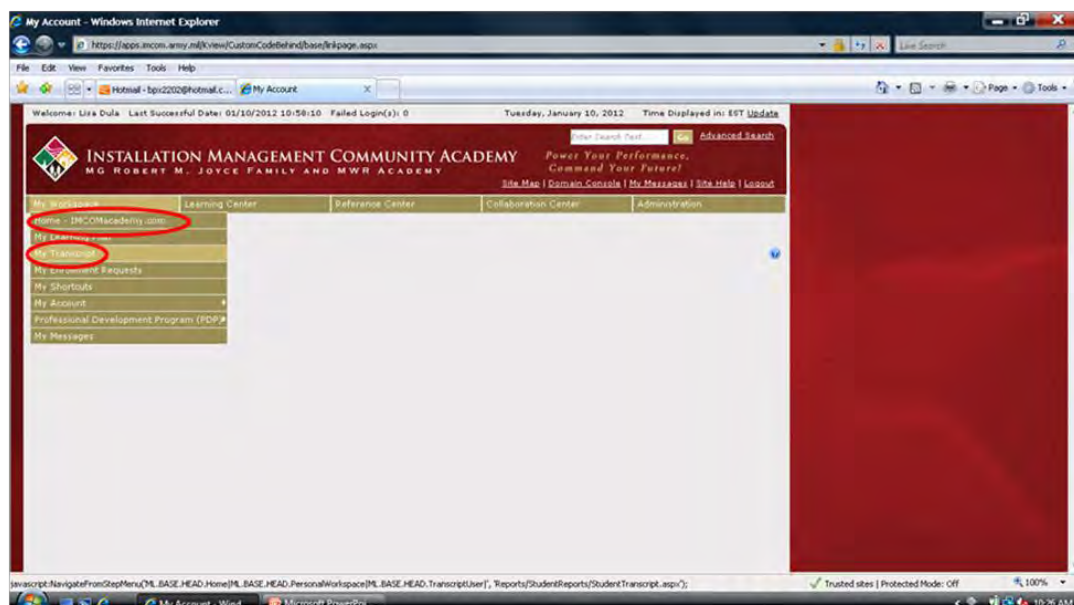 My Account - Windows Internet Explorer
https://apps.imcom.army.mil/Kview/CustomCodeBehind/base/linkpage.aspx
Live Search
File Edit View Favorites Tools Help
Hotmail - bpx2202@hotmail.c... My Account Page Tools
Welcome: Lisa Dula Last Successful Date: 01/10/2012 10:58:10 Failed Login(s): 0 Tuesday, January 10, 2012 Time Displayed in: EST Update
Enter Search Text Go Advanced Search
INSTALLATION MANAGEMENT COMMUNITY ACADEMY Power Your Performance,
MG ROBERT M. JOYCE FAMILY AND MWR ACADEMY Command Your Future!
Site Map | Domain Console | My Messages | Site Help | Logout
My Workspace Learning Center Reference Center Collaboration Center Administration
Home - IMCOMacademy.com
My Learning Plan
My Transcript
My Enrollment Requests
My Shortcuts
My Account
Professional Development Program (PDP)
My Messages
javascript:NavigateFromStepMenu('ML.BASE.HEAD.Home|ML.BASE.HEAD.PersonalWorkspace|ML.BASE.HEAD.TranscriptUser|', 'Reports/StudentReports/StudentTranscript.aspx'); Trusted sites | Protected Mode: Off 100%
My Account - Wind... Microsoft PowerPoi... 10:26 AM